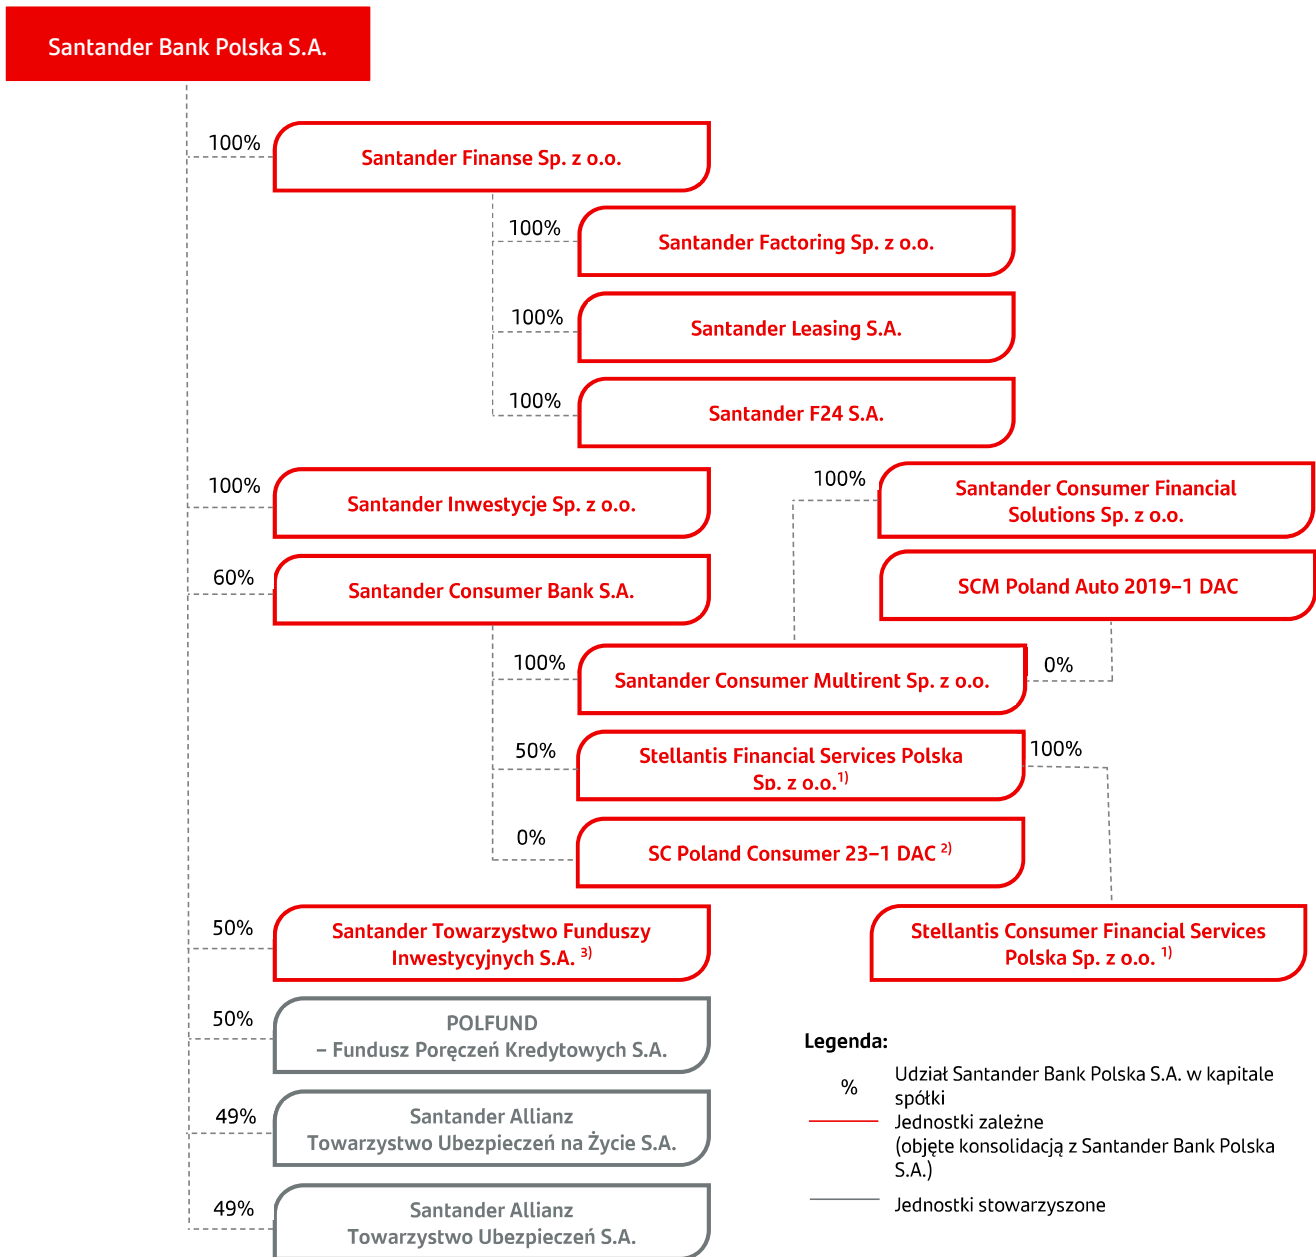 Santander Bank Polska S.A.
100%
Santander Finanse Sp. z o.o.
100%
Santander Factoring Sp. z o.o.
100%
Santander Leasing S.A.
100%
Santander F24 S.A.
100%
Santander Inwestycje Sp. z o.o.
100%
Santander Consumer Financial
Solutions Sp. z o.o.
60%
Santander Consumer Bank S.A.
SCM Poland Auto 2019–1 DAC
100%
Santander Consumer Multirent Sp. z o.o.
0%
50%
Stellantis Financial Services Polska
Sp. z o.o.1)
100%
0%
SC Poland Consumer 23–1 DAC 2)
50%
Santander Towarzystwo Funduszy
Inwestycyjnych S.A. 3)
Stellantis Consumer Financial Services
Polska Sp. z o.o. 1)
50%
POLFUND
– Fundusz Poręczeń Kredytowych S.A.
49%
Santander Allianz
Towarzystwo Ubezpieczeń na Życie S.A.
49%
Santander Allianz
Towarzystwo Ubezpieczeń S.A.
Legenda:
% Udział Santander Bank Polska S.A. w kapitale
spółki
Jednostki zależne
(objęte konsolidacją z Santander Bank Polska
S.A.)
Jednostki stowarzyszone